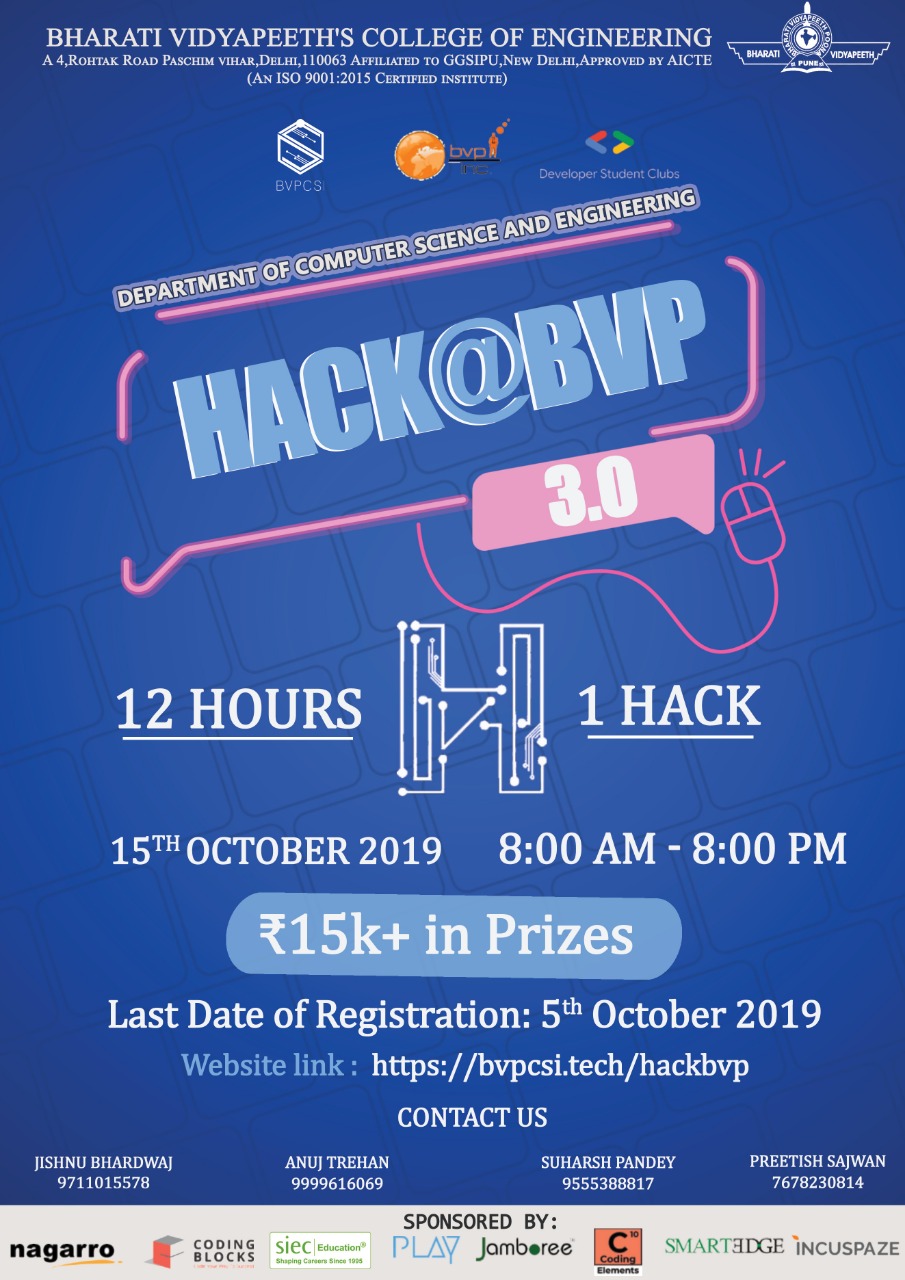 BHARATI VIDYAPEETH'S COLLEGE OF ENGINEERING
A 4,ROHTAK ROAD PASCHIM VIHAR,DELHI,110063 AFFILIATED TO GGSIPU,NEW DELHI,APPROVED BY AICTE
(AN ISO 9001:2015 CERTIFIED INSTITUTE)
BHARATI VIDYAPEETH
PUNE
BVPCSI
bvp
inc.
Developer Student Clubs
DEPARTMENT OF COMPUTER SCIENCE AND ENGINEERING
HACK@BVP
3.0
12 HOURS H 1 HACK
15TH OCTOBER 2019 8:00 AM - 8:00 PM
₹15k+ in Prizes
Last Date of Registration: 5th October 2019
Website link : https://bvpcsi.tech/hackbvp
CONTACT US
JISHNU BHARDWAJ ANUJ TREHAN SUHARSH PANDEY PREETISH SAJWAN
9711015578 9999616069 9555388817 7678230814
SPONSORED BY:
nagarro
CODING
BLOCKS
siec Education®
Shaping Careers Since 1995
PLAY
Jamboree
C 10
Coding
Elements
SMARTEDGE
INCUSPAZE